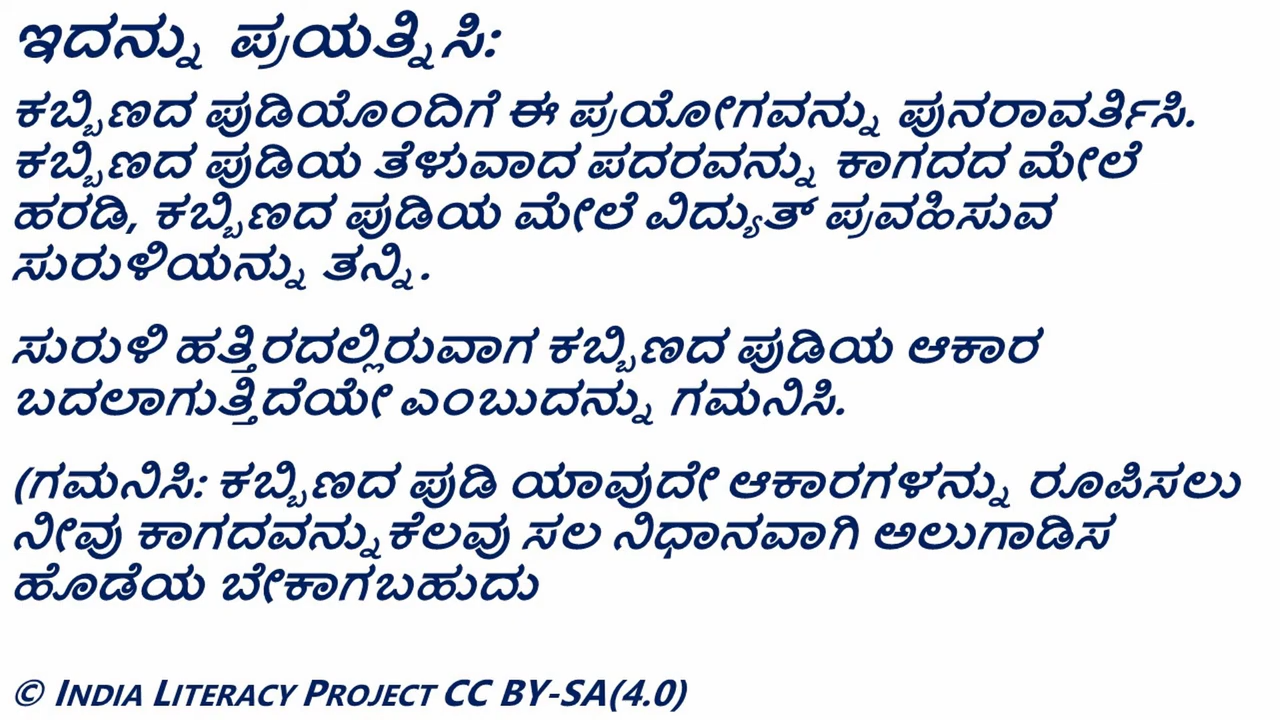 ಇದನ್ನು ಪ್ರಯತ್ನಿಸಿ:
ಕಬ್ಬಿಣದ ಪುಡಿಯೊಂದಿಗೆ ಈ ಪ್ರಯೋಗವನ್ನು ಪುನರಾವರ್ತಿಸಿ.
ಕಬ್ಬಿಣದ ಪುಡಿಯ ತೆಳುವಾದ ಪದರವನ್ನು ಕಾಗದದ ಮೇಲೆ
ಹರಡಿ, ಕಬ್ಬಿಣದ ಪುಡಿಯ ಮೇಲೆ ವಿದ್ಯುತ್ ಪ್ರವಹಿಸುವ
ಸುರುಳಿಯನ್ನು ತನ್ನಿ.
ಸುರುಳಿ ಹತ್ತಿರದಲ್ಲಿರುವಾಗ ಕಬ್ಬಿಣದ ಪುಡಿಯ ಆಕಾರ
ಬದಲಾಗುತ್ತಿದೆಯೇ ಎಂಬುದನ್ನು ಗಮನಿಸಿ.
(ಗಮನಿಸಿ: ಕಬ್ಬಿಣದ ಪುಡಿ ಯಾವುದೇ ಆಕಾರಗಳನ್ನು ರೂಪಿಸಲು
ನೀವು ಕಾಗದವನ್ನು ಕೆಲವು ಸಲ ನಿಧಾನವಾಗಿ ಅಲುಗಾಡಿಸ
ಹೊಡೆಯ ಬೇಕಾಗಬಹುದು
© INDIA LITERACY PROJECT CC BY-SA(4.0)